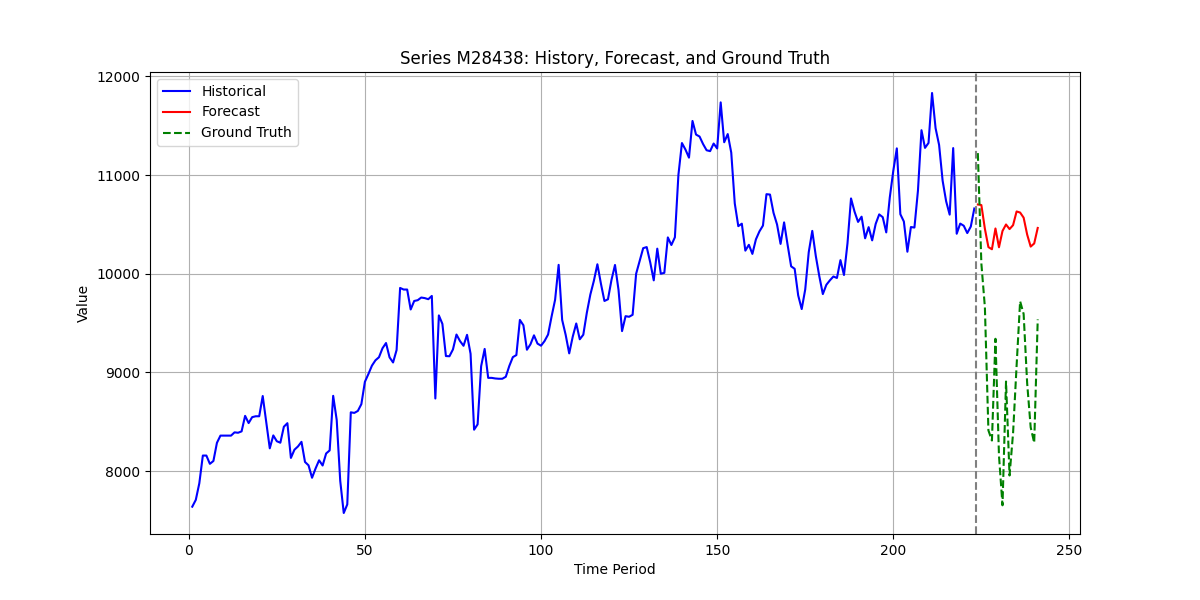 Series M28438: History, Forecast, and Ground Truth
12000
11000
10000
9000
8000
Value
Historical
Forecast
Ground Truth
0
50
100
150
200
250
Time Period